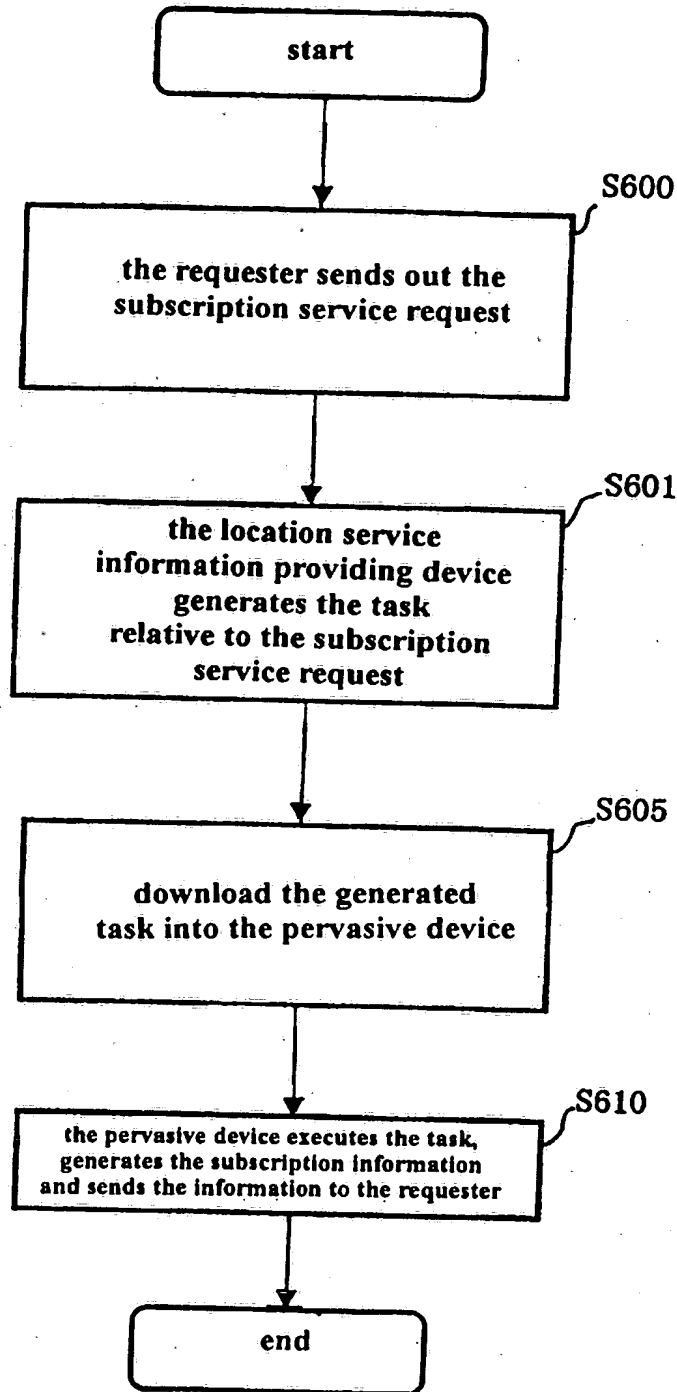 start
S600
the requester sends out the
subscription service request
S601
the location service
information providing device
generates the task
relative to the subscription
service request
S605
download the generated
task into the pervasive device
S610
the pervasive device executes the task,
generates the subscription information
and sends the information to the requester
end